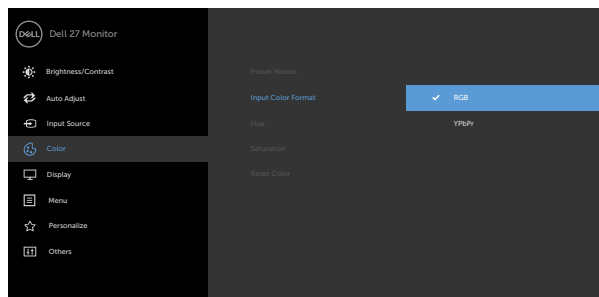 DELL Dell 27 Monitor
Brightness/Contrast
Auto Adjust
Input Source
Color
Display
Menu
Personalize
Others
Preset Modes
Input Color Format
Hue
Saturation
Reset Color
RGB
YPbPr